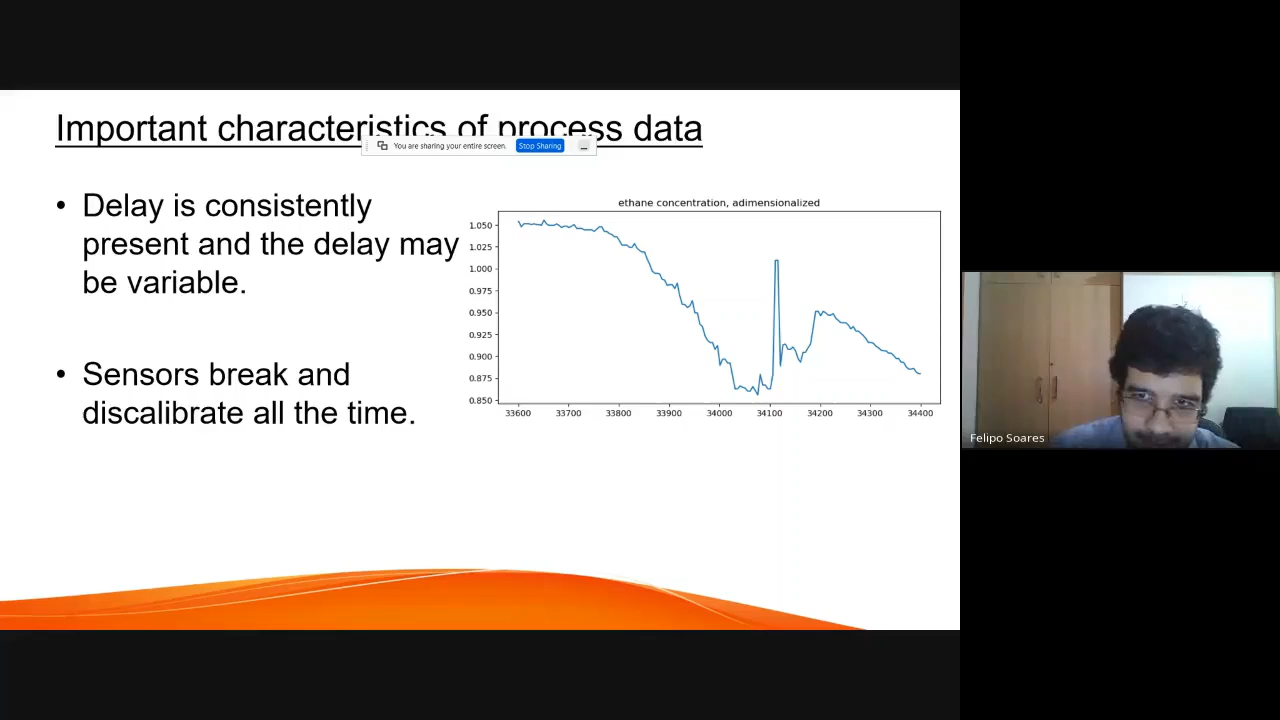 Important characteristics of process data
You are sharing your entire screen.
Stop Sharing
• Delay is consistently
present and the delay may
be variable.
• Sensors break and
discalibrate all the time.
ethane concentration, adimensionalized
1.050
1.025
1.000
0.975
0.950
0.925
0.900
0.875
0.850
33600 33700 33800 33900 34000 34100 34200 34300 34400
Felipo Soares